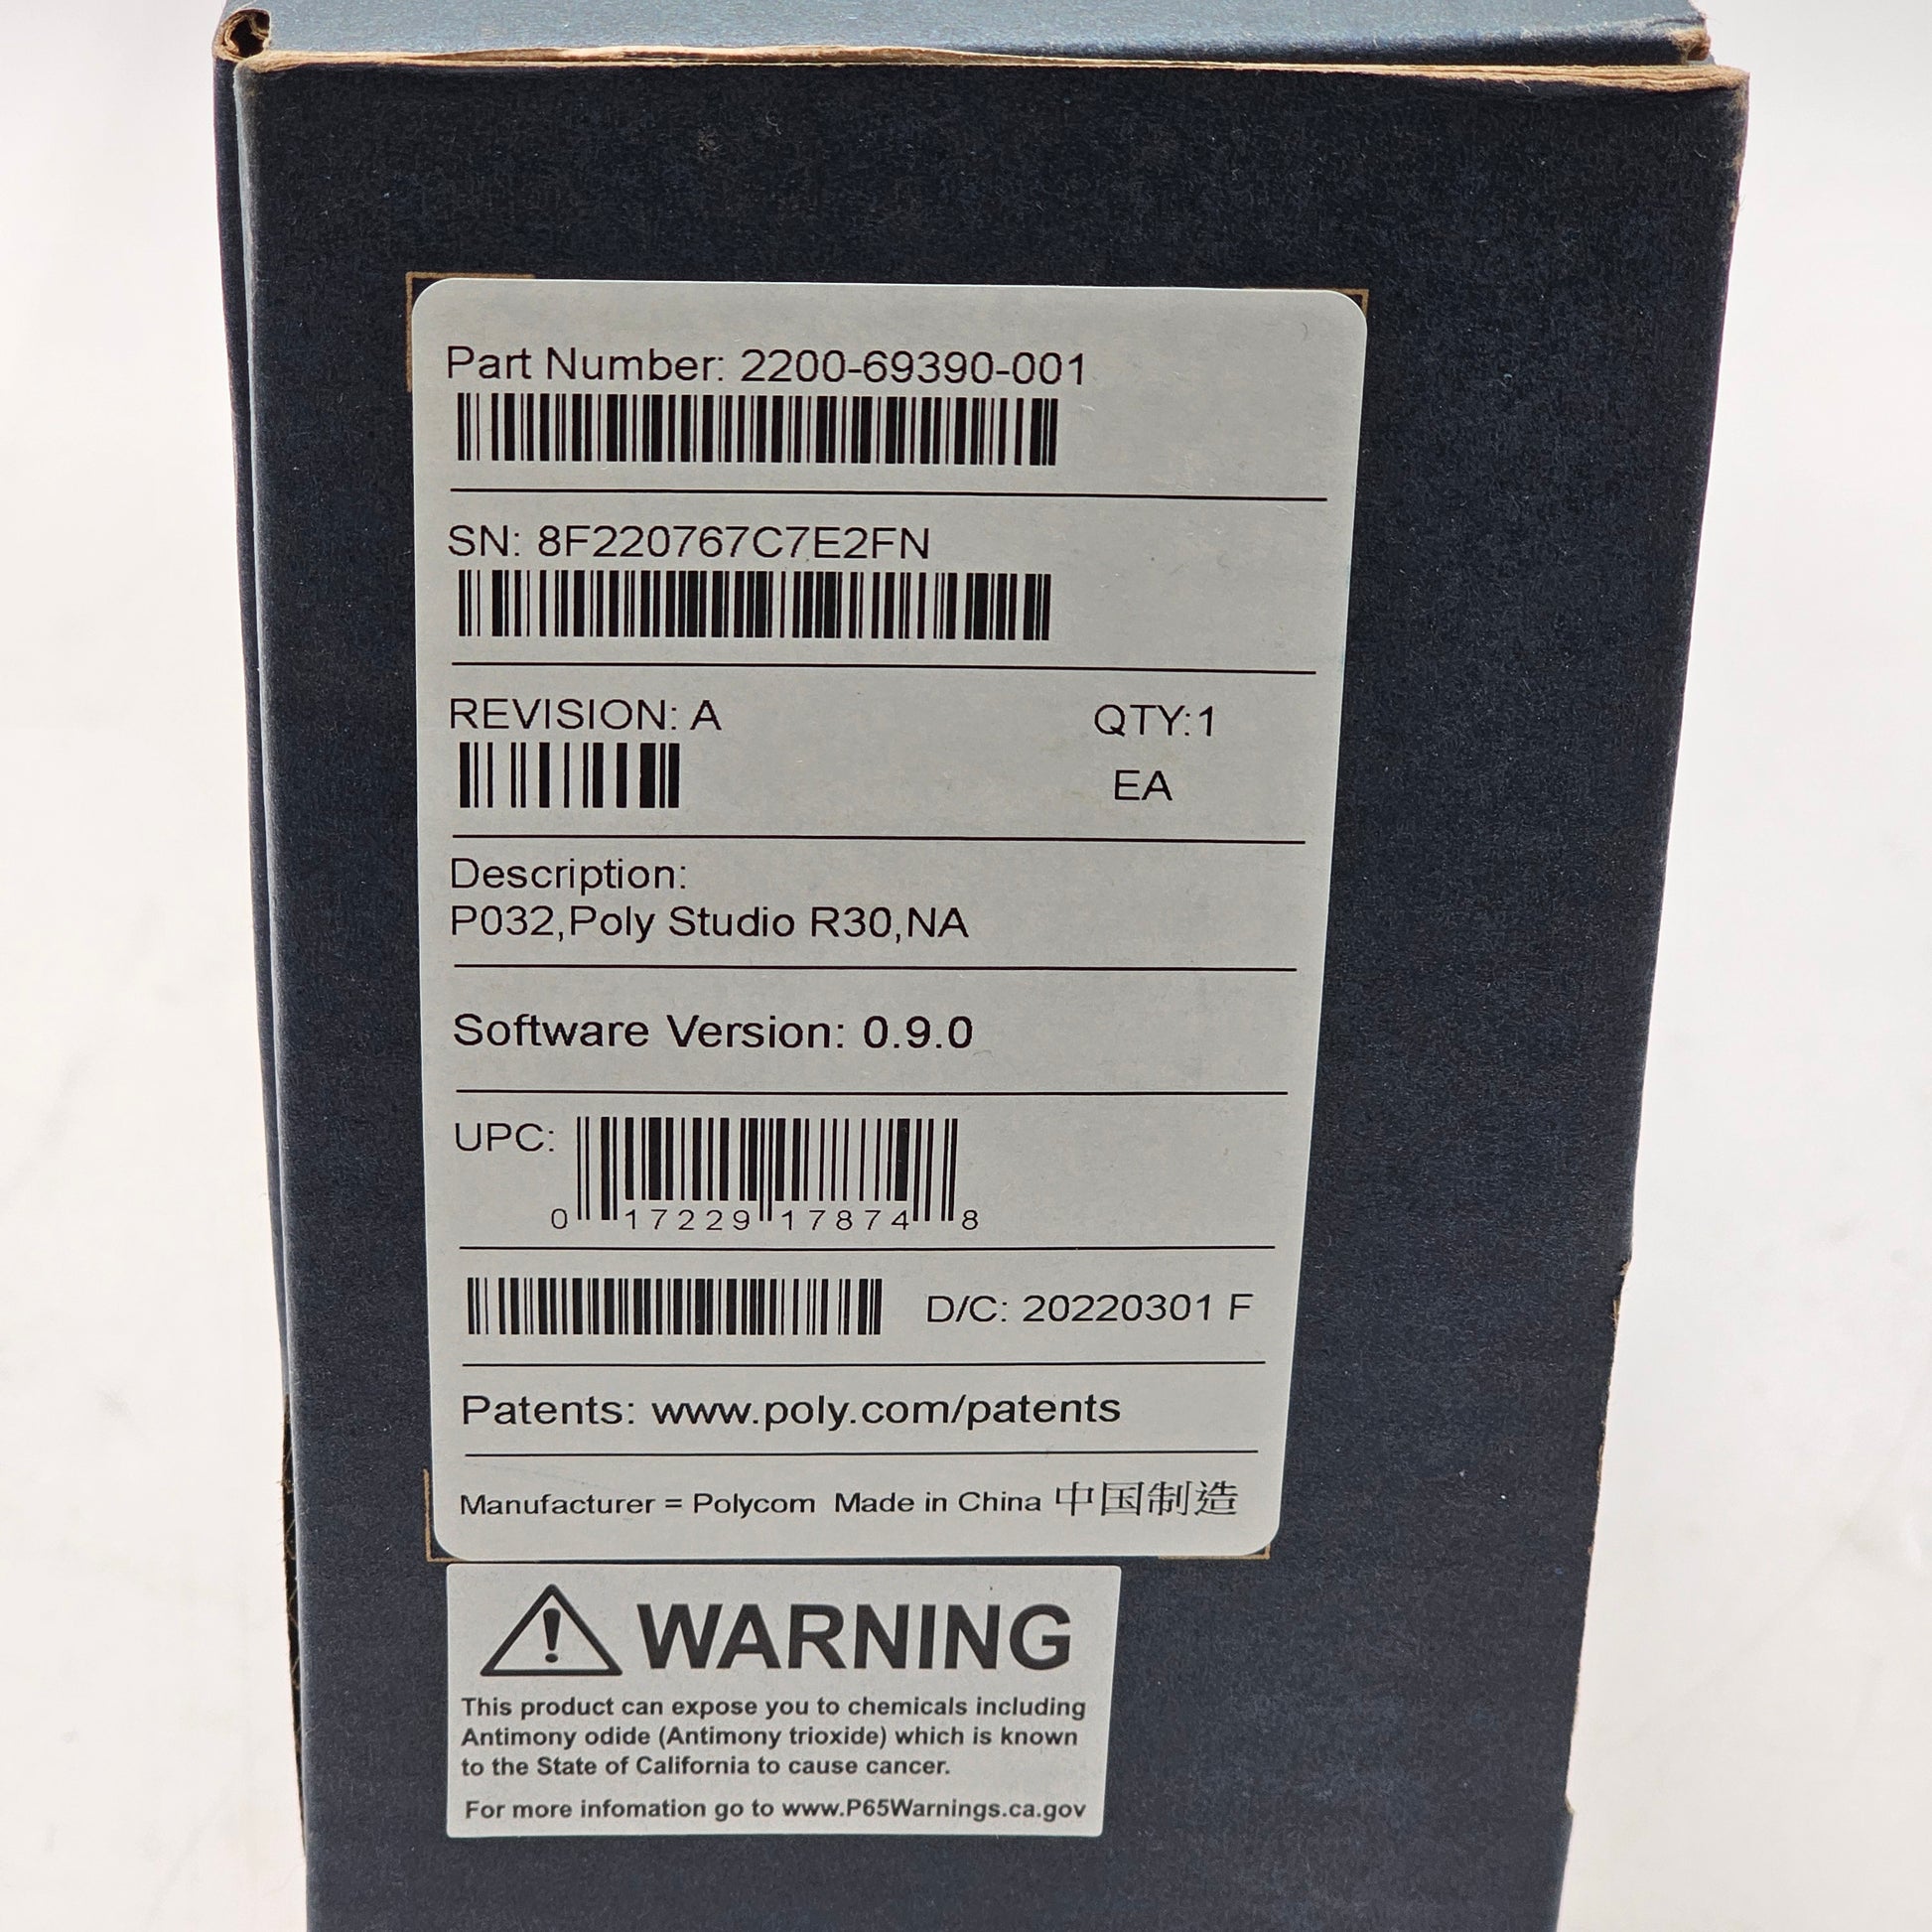 Part Number: 2200-69390-001
SN: 8F220767C7E2FN
REVISION: A
QTY:1
EA
Description:
P032,Poly Studio R30,NA
Software Version: 0.9.0
UPC:
0 17229 17874 8
D/C: 20220301 F
Patents: www.poly.com/patents
Manufacturer = Polycom Made in China 中国制造
WARNING
This product can expose you to chemicals including
Antimony odide (Antimony trioxide) which is known
to the State of California to cause cancer.
For more infomation go to www.P65Warnings.ca.gov